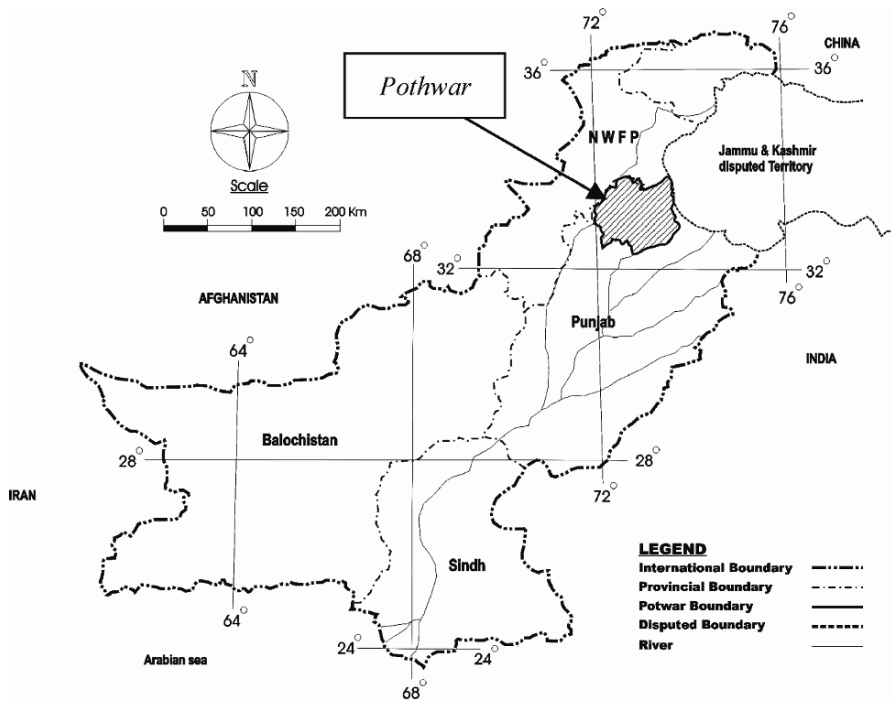 72°
76°
CHINA
36°
36°
Pothwar
N
NWFP
Jammu & Kashmir
disputed Territory
Scale
0 50 100 150 200 Km
68°
32°
32°
76°
AFGHANISTAN
Punjab
64°
INDIA
Balochistan
28°
28°
72°
IRAN
LEGEND
International Boundary
Provincial Boundary
Potwar Boundary
Disputed Boundary
River
Sindh
64°
24°
24°
Arabian sea
68°